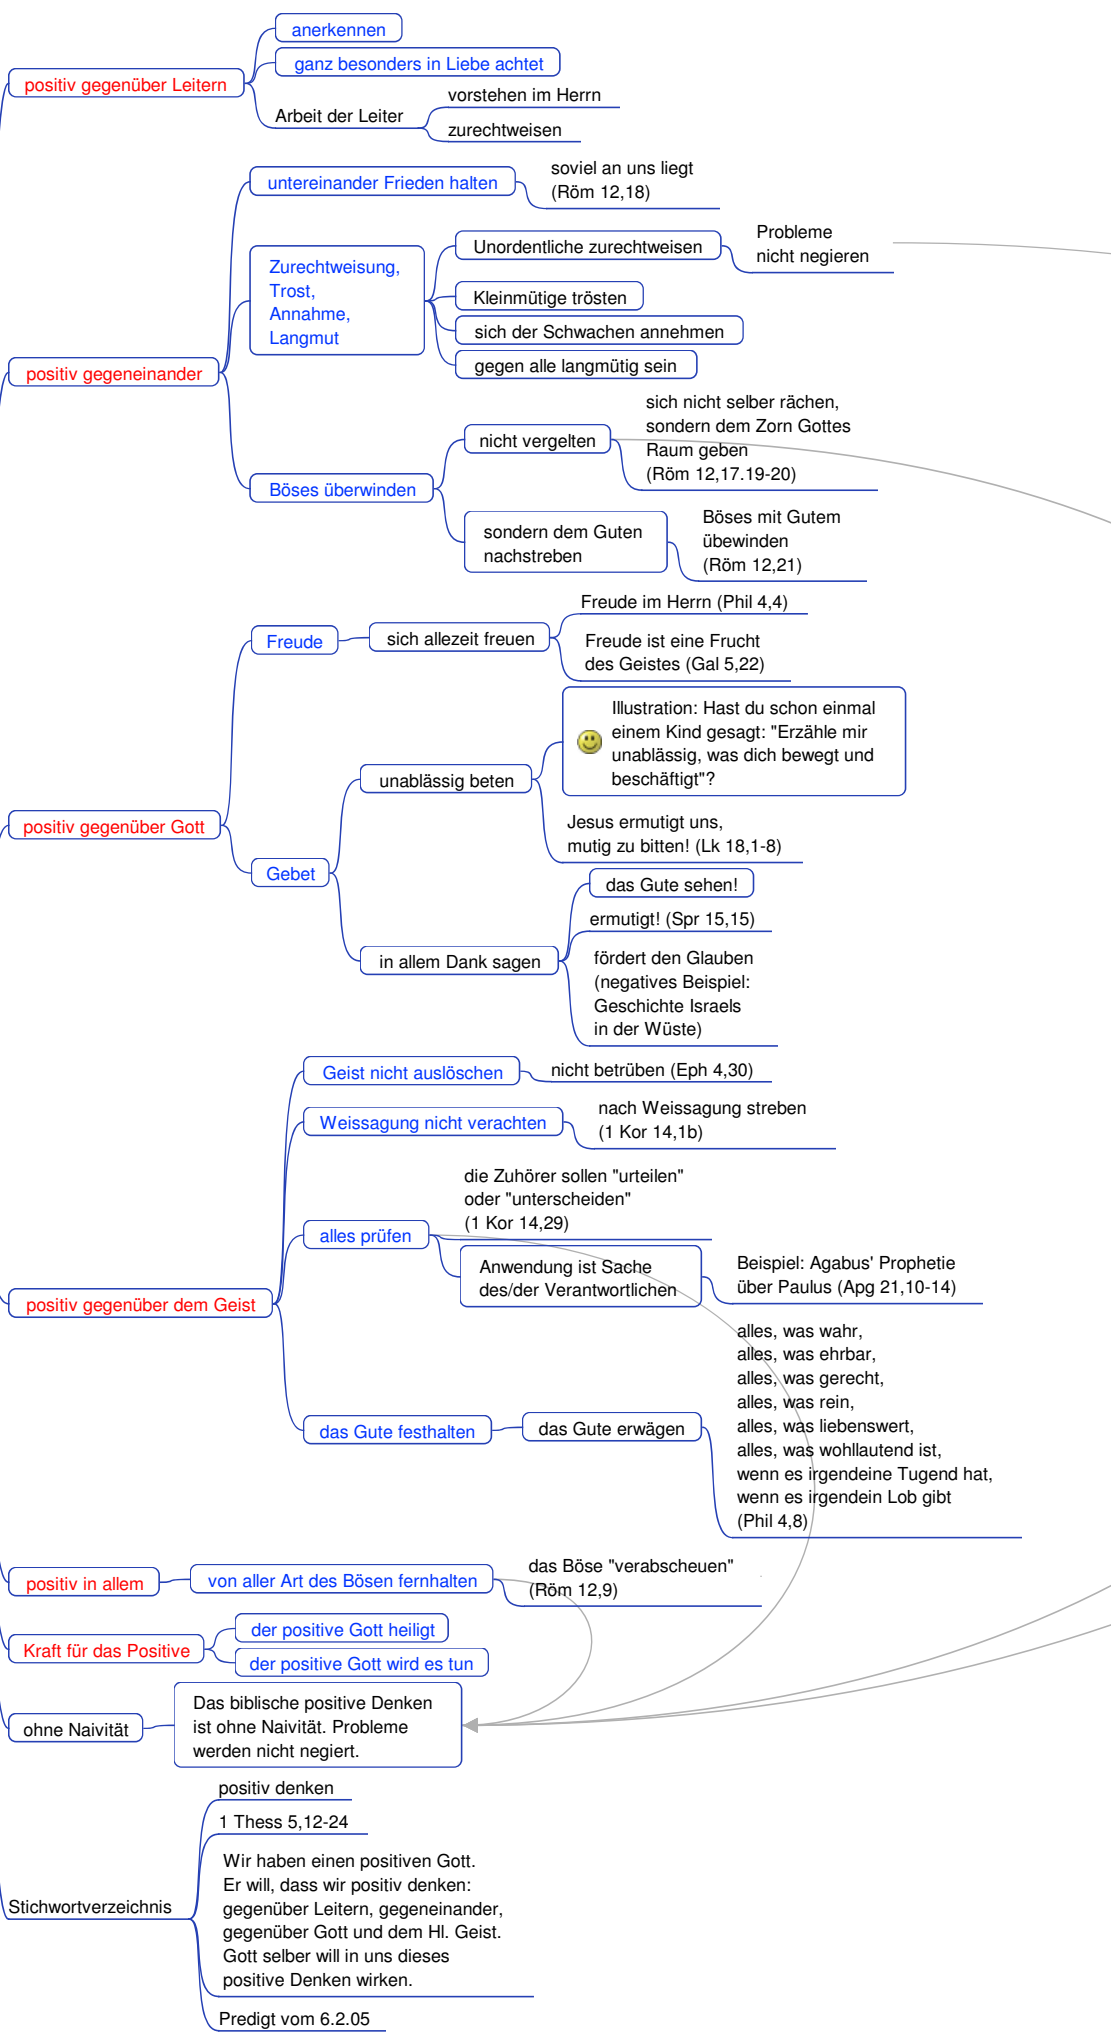 positiv gegenüber Leitern
anerkennen
ganz besonders in Liebe achtet
Arbeit der Leiter
vorstehen im Herrn
zurechtweisen
positiv gegeneinander
untereinander Frieden halten
soviel an uns liegt
(Röm 12,18)
Zurechtweisung,
Trost,
Annahme,
Langmut
Unordentliche zurechtweisen
Probleme
nicht negieren
Kleinmütige trösten
sich der Schwachen annehmen
gegen alle langmütig sein
Böses überwinden
nicht vergelten
sich nicht selber rächen,
sondern dem Zorn Gottes
Raum geben
(Röm 12,17.19-20)
sondern dem Guten
nachstreben
Böses mit Gutem
übewinden
(Röm 12,21)
positiv gegenüber Gott
Freude
sich allezeit freuen
Freude im Herrn (Phil 4,4)
Freude ist eine Frucht
des Geistes (Gal 5,22)
Gebet
unablässig beten
Illustration: Hast du schon einmal
einem Kind gesagt: "Erzähle mir
unablässig, was dich bewegt und
beschäftigt"?
Jesus ermutigt uns,
mutig zu bitten! (Lk 18,1-8)
in allem Dank sagen
das Gute sehen!
ermutigt! (Spr 15,15)
fördert den Glauben
(negatives Beispiel:
Geschichte Israels
in der Wüste)
positiv gegenüber dem Geist
Geist nicht auslöschen
nicht betrüben (Eph 4,30)
Weissagung nicht verachten
nach Weissagung streben
(1 Kor 14,1b)
alles prüfen
die Zuhörer sollen "urteilen"
oder "unterscheiden"
(1 Kor 14,29)
Anwendung ist Sache
des/der Verantwortlichen
Beispiel: Agabus' Prophetie
über Paulus (Apg 21,10-14)
das Gute festhalten
das Gute erwägen
alles, was wahr,
alles, was ehrbar,
alles, was gerecht,
alles, was rein,
alles, was liebenswert,
alles, was wohllautend ist,
wenn es irgendeine Tugend hat,
wenn es irgendein Lob gibt
(Phil 4,8)
positiv in allem
von aller Art des Bösen fernhalten
das Böse "verabscheuen"
(Röm 12,9)
Kraft für das Positive
der positive Gott heiligt
der positive Gott wird es tun
ohne Naivität
Das biblische positive Denken
ist ohne Naivität. Probleme
werden nicht negiert.
Stichwortverzeichnis
positiv denken
1 Thess 5,12-24
Wir haben einen positiven Gott.
Er will, dass wir positiv denken:
gegenüber Leitern, gegeneinander,
gegenüber Gott und dem Hl. Geist.
Gott selber will in uns dieses
positive Denken wirken.
Predigt vom 6.2.05